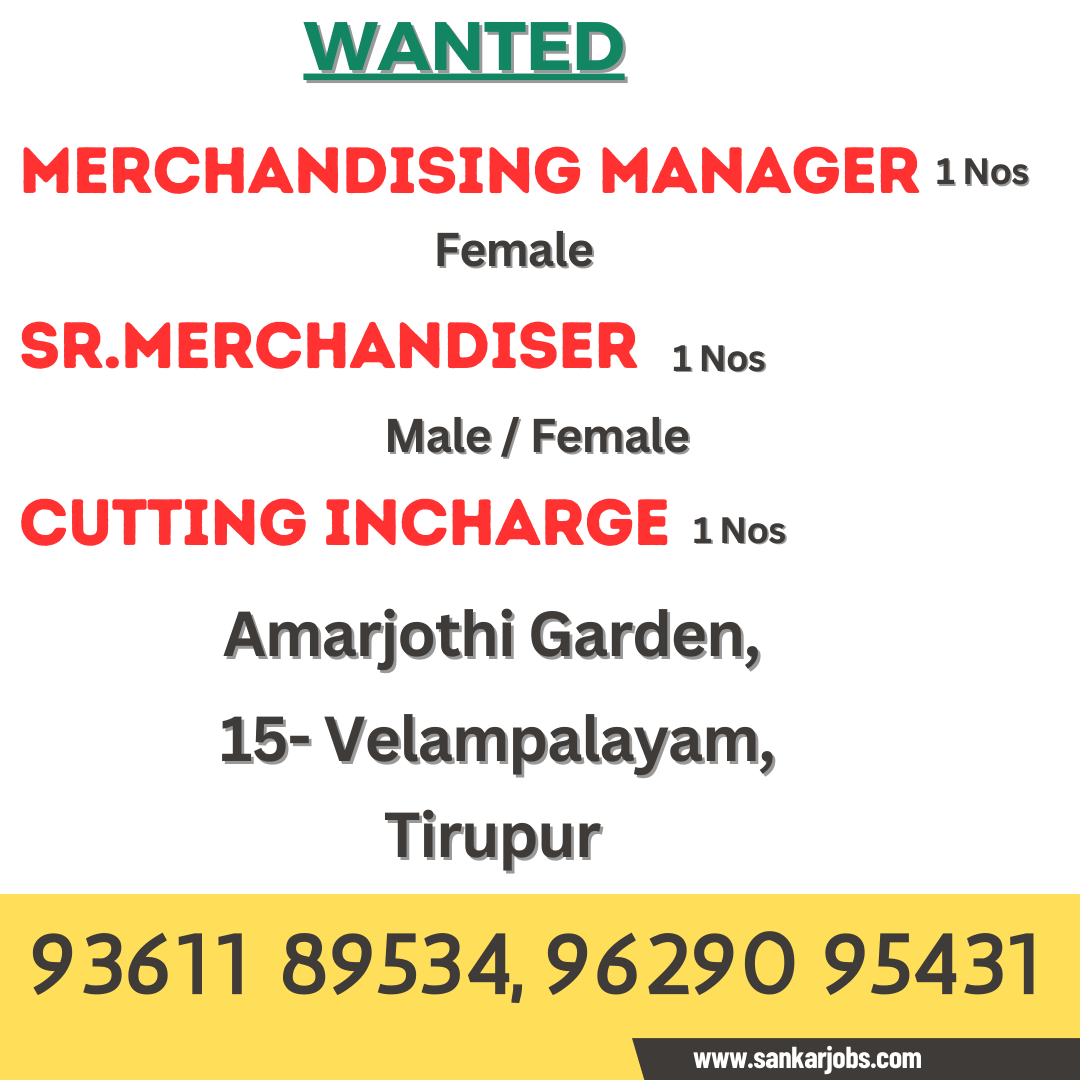 WANTED
MERCHANDISING MANAGER 1 Nos
Female
SR.MERCHANDISER 1 Nos
Male / Female
CUTTING INCHARGE 1 Nos
Amarjothi Garden,
15- Velampalayam,
Tirupur
93611 89534, 96290 95431
www.sankarjobs.com